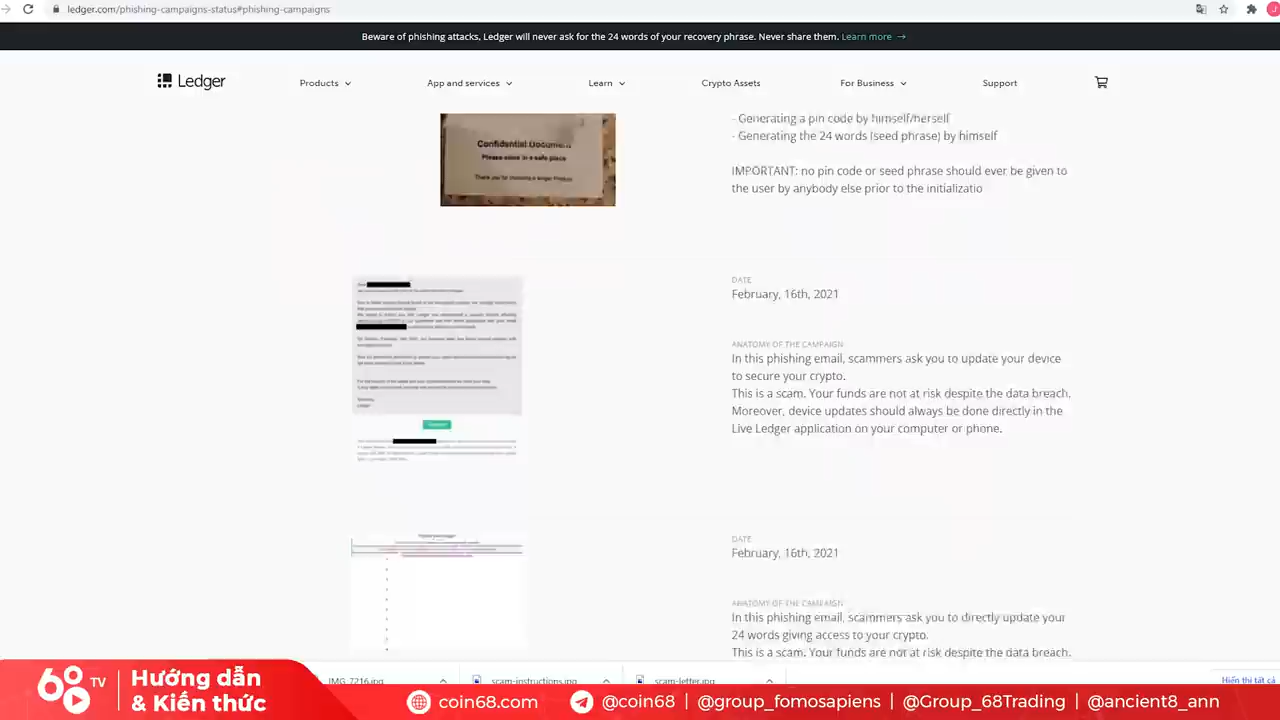 ledger.com/phishing-campaigns-status#phishing-campaigns
Beware of phishing attacks, Ledger will never ask for the 24 words of your recovery phrase. Never share them. Learn more →
Ledger
Products
App and services
Learn
Crypto Assets
For Business
Support
Confidential Document
Please store in a safe place
- Generating a pin code by himself/herself
- Generating the 24 words (seed phrase) by himself
IMPORTANT: no pin code or seed phrase should ever be given to
the user by anybody else prior to the initializatio
DATE
February, 16th, 2021
ANATOMY OF THE CAMPAIGN
In this phishing email, scammers ask you to update your device
to secure your crypto.
This is a scam. Your funds are not at risk despite the data breach.
Moreover, device updates should always be done directly in the
Live Ledger application on your computer or phone.
DATE
February, 16th, 2021
ANATOMY OF THE CAMPAIGN
In this phishing email, scammers ask you to directly update your
24 words giving access to your crypto.
This is a scam. Your funds are not at risk despite the data breach.
IMG_7216.jpg
scam-instructions.jpg
scam-letter.jpg
Hiển thị tất cả
68 TV
Hướng dẫn
& Kiến thức
coin68.com
@coin68 | @group_fomosapiens | @Group_68Trading | @ancient8_ann